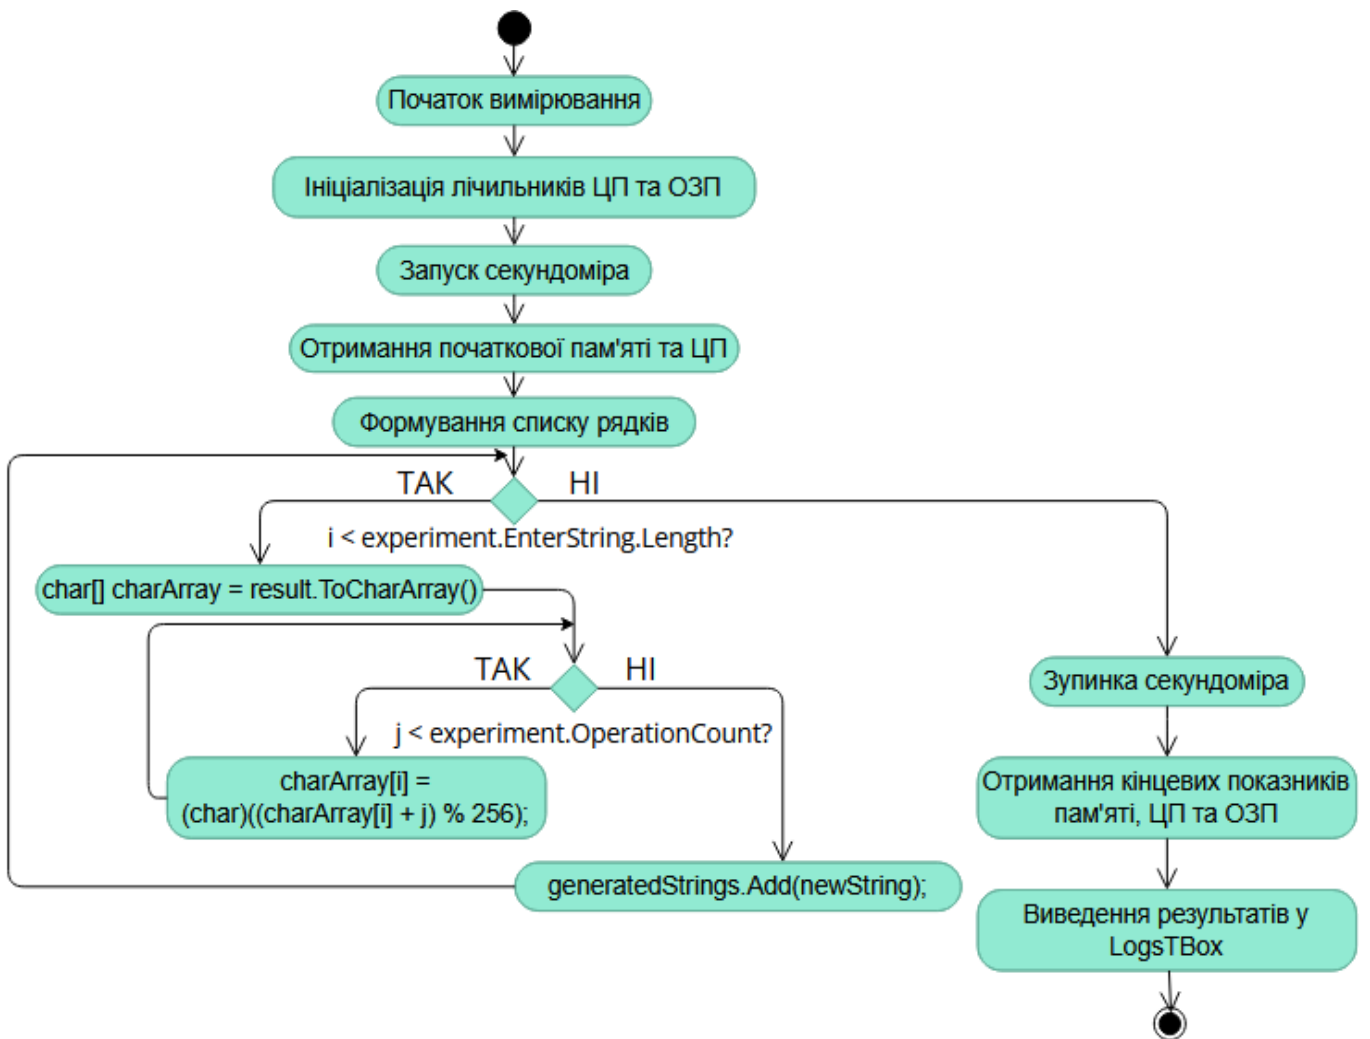 Початок вимірювання
Ініціалізація лічильників ЦП та ОЗП
Запуск секундоміра
Отримання початкової пам'яті та ЦП
Формування списку рядків
ТАК
НІ
i < experiment.EnterString.Length?
char[] charArray = result.ToCharArray()
ТАК
НІ
j < experiment.OperationCount?
charArray[i] =
(char)((charArray[i] + j) % 256);
generatedStrings.Add(newString);
Зупинка секундоміра
Отримання кінцевих показників
пам'яті, ЦП та ОЗП
Виведення результатів у
LogsTBox